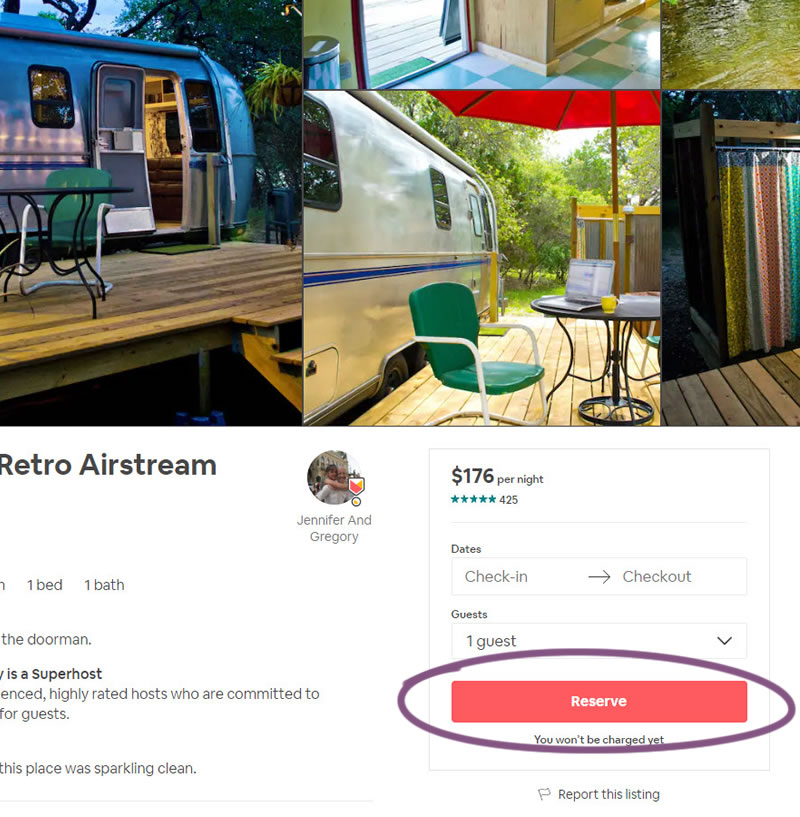 Retro Airstream
Jennifer And
Gregory
1 bed 1 bath
the doorman.
is a Superhost
enced, highly rated hosts who are committed to
for guests.
this place was sparkling clean.
$176 per night
425
Dates
Check-in → Checkout
Guests
1 guest
Reserve
You won't be charged yet
Report this listing